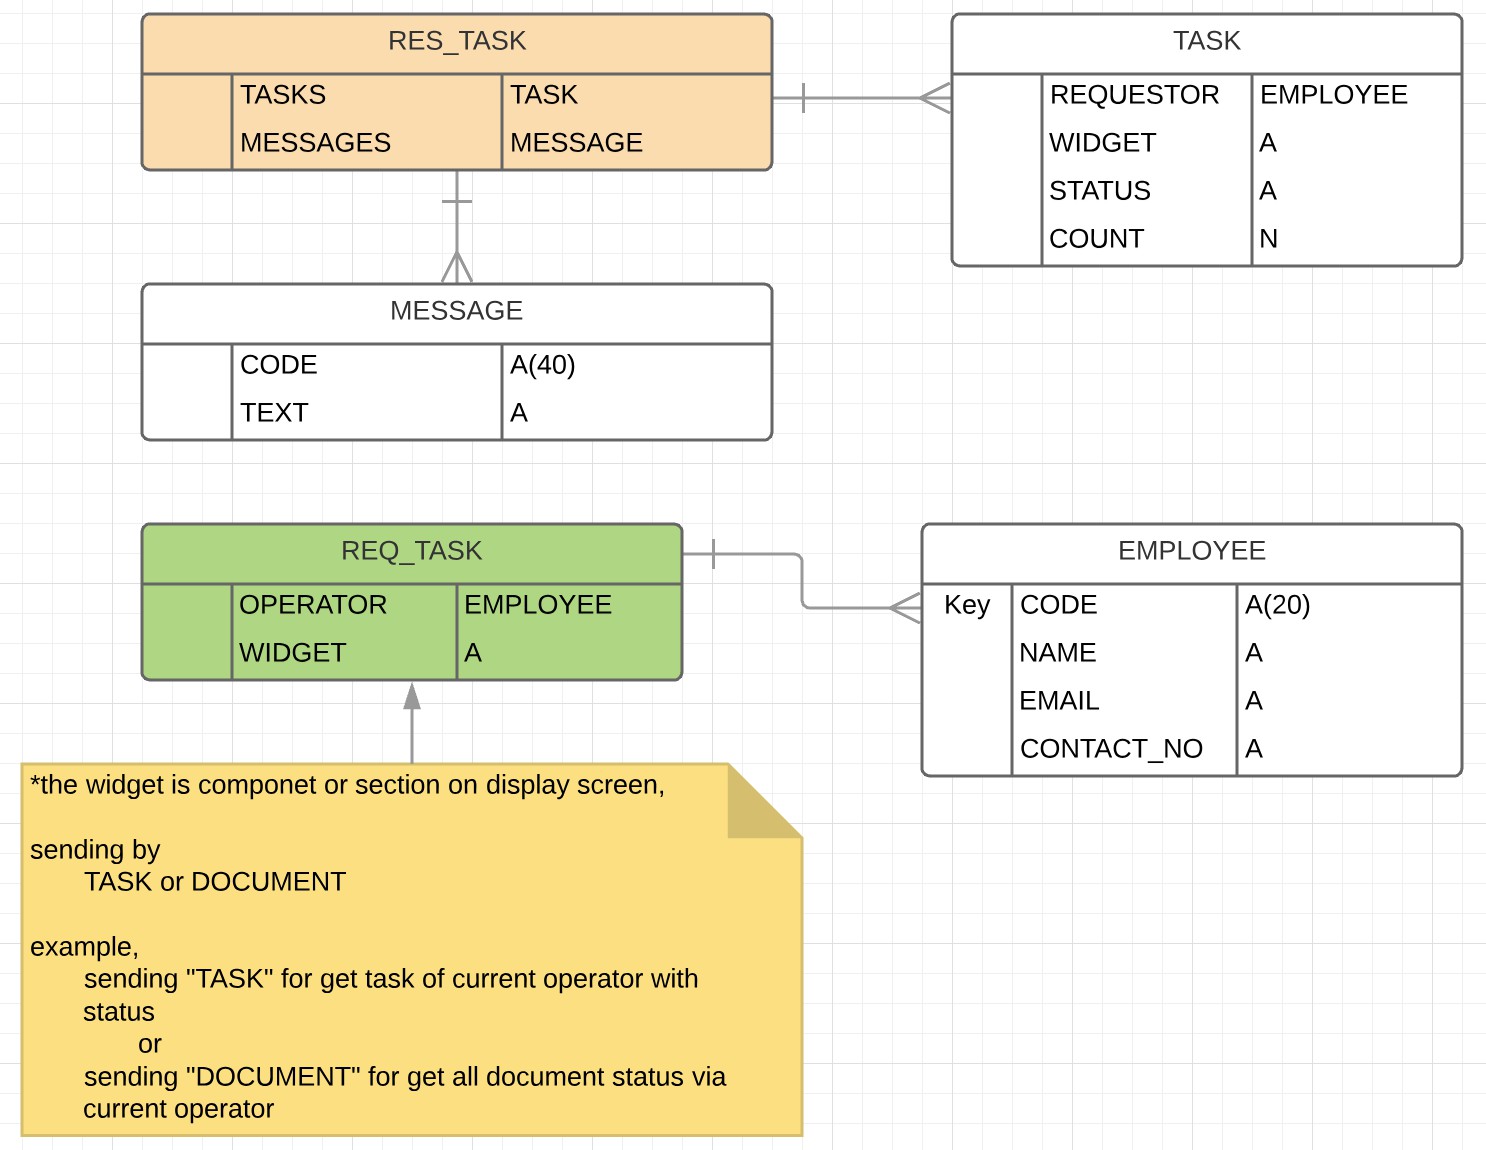 RES_TASK
TASKS TASK
MESSAGES MESSAGE
TASK
REQUESTOR EMPLOYEE
WIDGET A
STATUS A
COUNT N
MESSAGE
CODE A(40)
TEXT A
REQ_TASK
OPERATOR EMPLOYEE
WIDGET A
EMPLOYEE
Key CODE A(20)
NAME A
EMAIL A
CONTACT_NO A
*the widget is componet or section on display screen,
sending by
TASK or DOCUMENT
example,
sending "TASK" for get task of current operator with
status
or
sending "DOCUMENT" for get all document status via
current operator